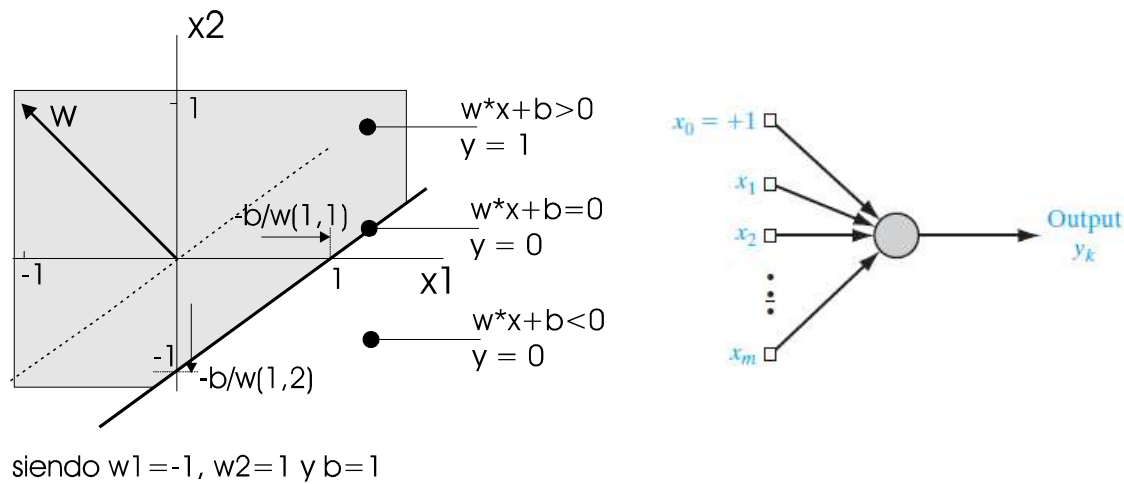 x2
w
1
w*x+b>0
y = 1
-b/w(1,1)
w*x+b=0
y = 0
-1
1
x1
w*x+b<0
y = 0
-1
-b/w(1,2)
siendo w1=-1, w2=1 y b=1
x0 = +1
x1
x2
xm
Output
yk